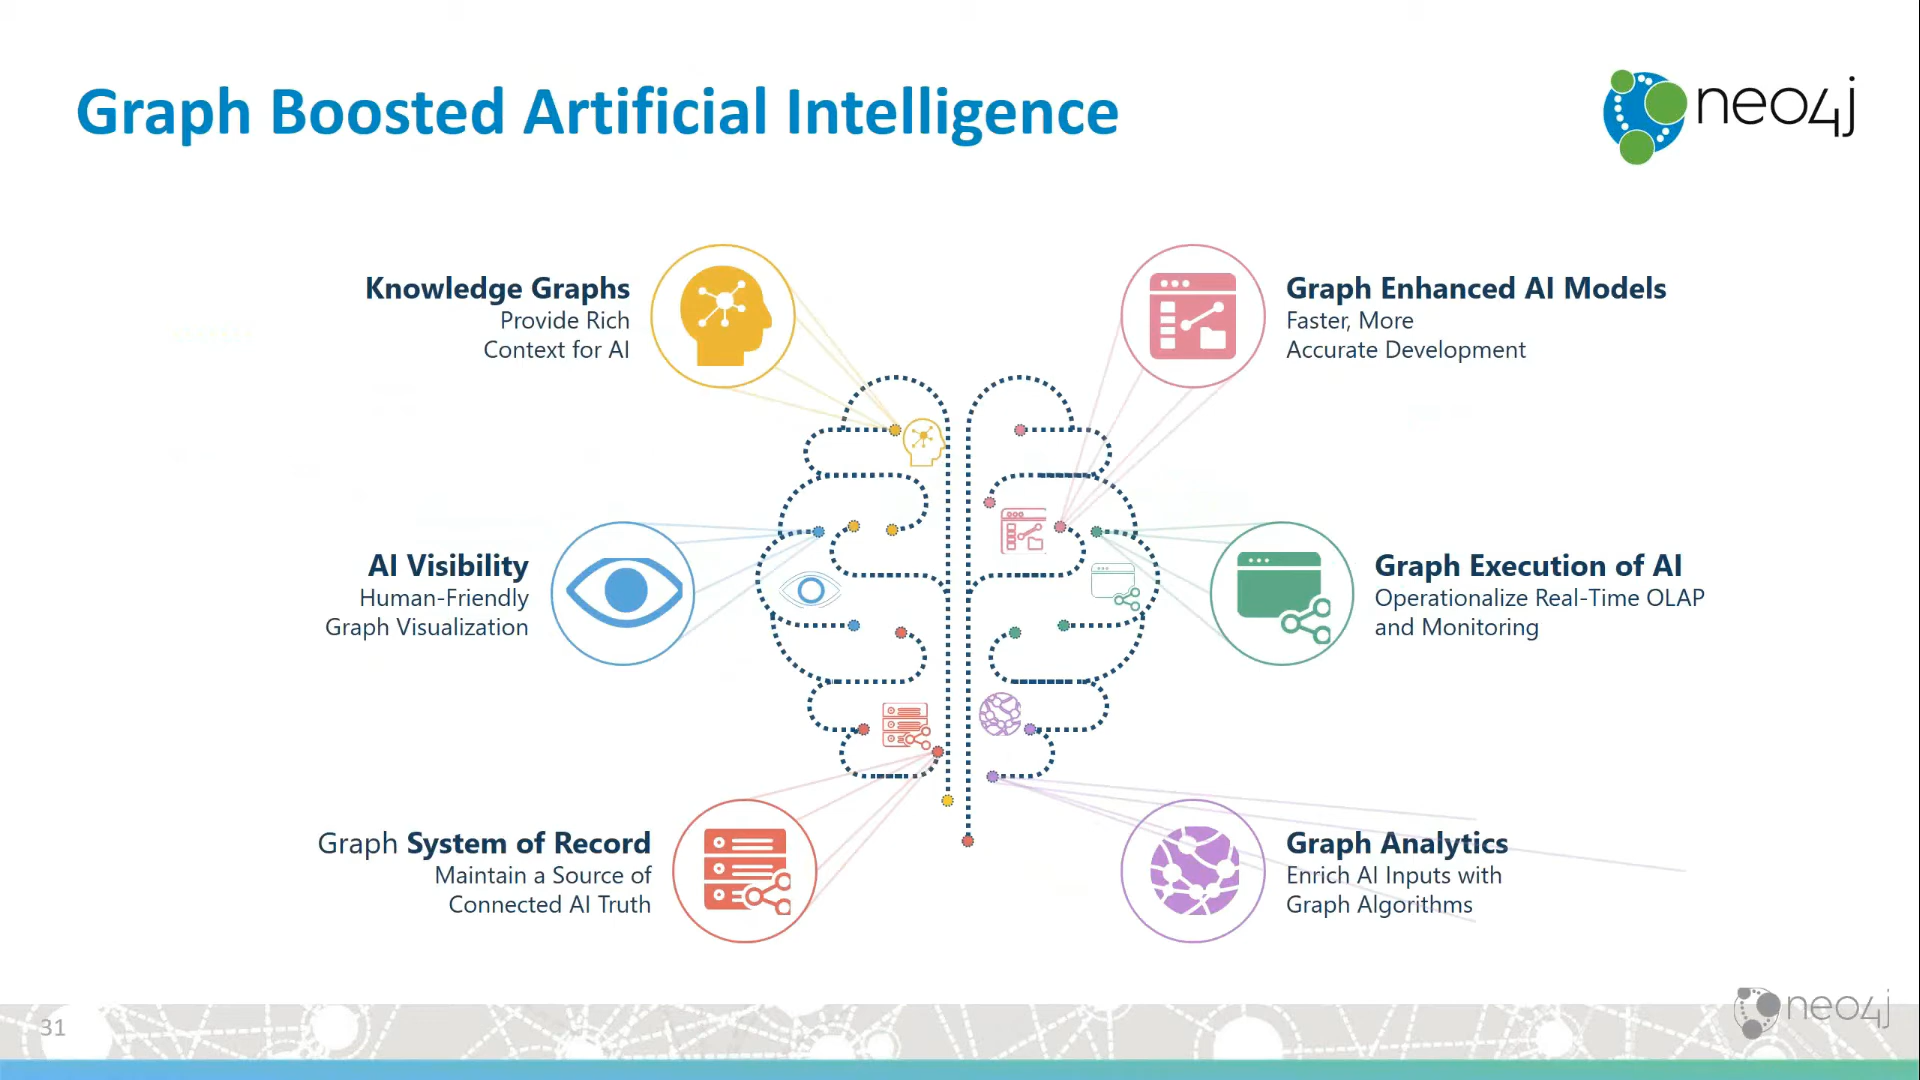 Graph Boosted Artificial Intelligence
neo4j
Knowledge Graphs
Provide Rich
Context for AI
Graph Enhanced AI Models
Faster, More
Accurate Development
AI Visibility
Human-Friendly
Graph Visualization
Graph Execution of AI
Operationalize Real-Time OLAP
and Monitoring
Graph System of Record
Maintain a Source of
Connected AI Truth
Graph Analytics
Enrich AI Inputs with
Graph Algorithms
31
neo4j